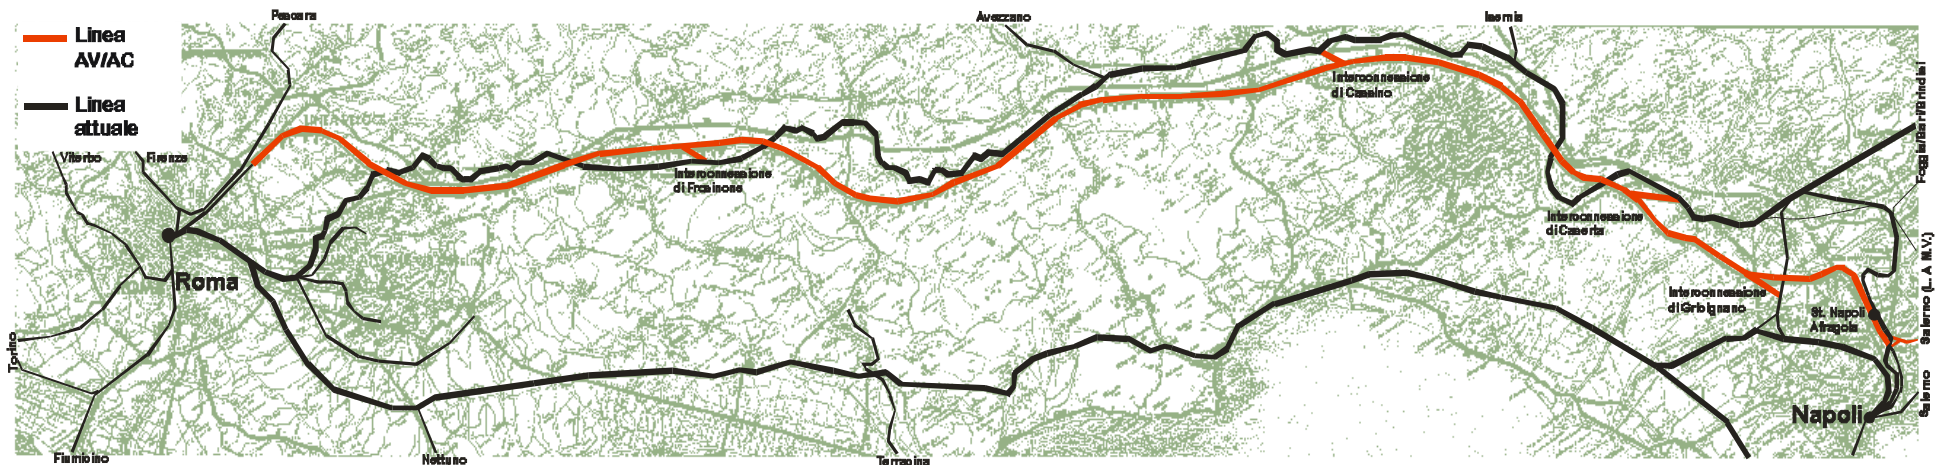 Linea
AV/AC
Linea
attuale
Pescara
Avezzano
Isernia
Viterbo
Firenze
Interconnessione
di Cassino
Interconnessione
di Frosinone
Foggia/Bari/Brindisi
Interconnessione
di Caserta
Roma
Interconnessione
di Gribignano
St. Napoli
Afragola
Salerno (L. A M.V.)
Torino
Salerno
Napoli
Fiumicino
Nettuno
Terracina